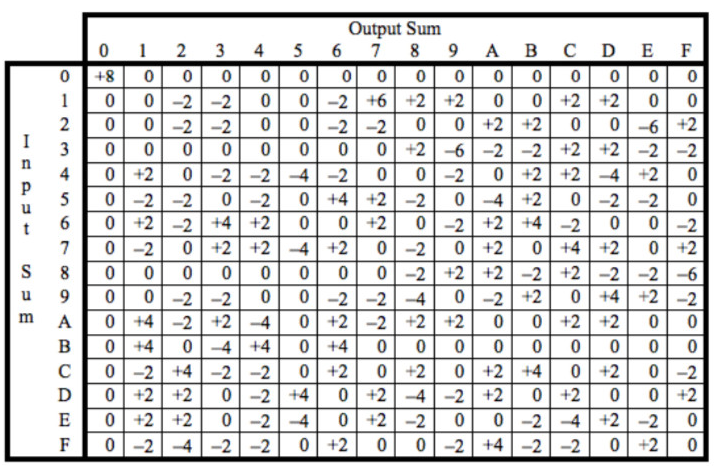 Output Sum
0 1 2 3 4 5 6 7 8 9 A B C D E F
Input Sum
0 +8 0 0 0 0 0 0 0 0 0 0 0 0 0 0 0
1 0 0 –2 –2 0 0 –2 +6 +2 +2 0 0 +2 +2 0 0
2 0 0 –2 –2 0 0 –2 –2 0 0 +2 +2 0 0 –6 +2
3 0 0 0 0 0 0 0 0 +2 –6 –2 –2 +2 +2 –2 –2
4 0 +2 0 –2 –2 –4 –2 0 0 –2 0 +2 +2 –4 +2 0
5 0 –2 –2 0 –2 0 +4 +2 –2 0 –4 +2 0 –2 –2 0
6 0 +2 –2 +4 +2 0 0 +2 0 –2 +2 +4 –2 0 0 –2
7 0 –2 0 +2 +2 –4 +2 0 –2 0 +2 0 +4 +2 0 +2
8 0 0 0 0 0 0 0 0 –2 +2 +2 –2 +2 –2 –2 –6
9 0 0 –2 –2 0 0 –2 –2 –4 0 –2 +2 0 +4 +2 –2
A 0 +4 –2 +2 –4 0 +2 –2 +2 +2 0 0 +2 +2 0 0
B 0 +4 0 –4 +4 0 +4 0 0 0 0 0 0 0 0 0
C 0 –2 +4 –2 –2 0 +2 0 +2 0 +2 +4 0 +2 0 –2
D 0 +2 +2 0 –2 +4 0 +2 –4 –2 +2 0 +2 0 0 +2
E 0 +2 +2 0 –2 –4 0 +2 –2 0 0 –2 –4 +2 –2 0
F 0 –2 –4 –2 –2 0 +2 0 0 –2 +4 –2 –2 0 +2 0